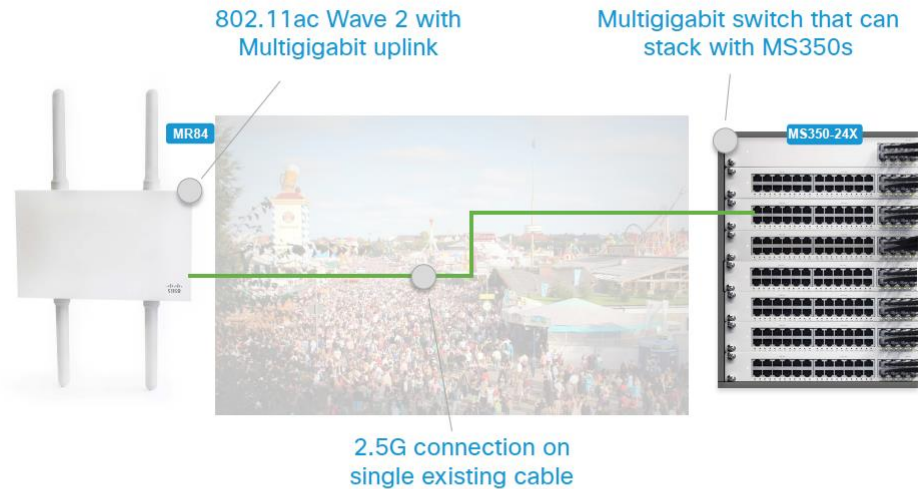 802.11ac Wave 2 with
Multigigabit uplink
Multigigabit switch that can
stack with MS350s
MR84
MS350-24X
CISCO
2.5G connection on
single existing cable